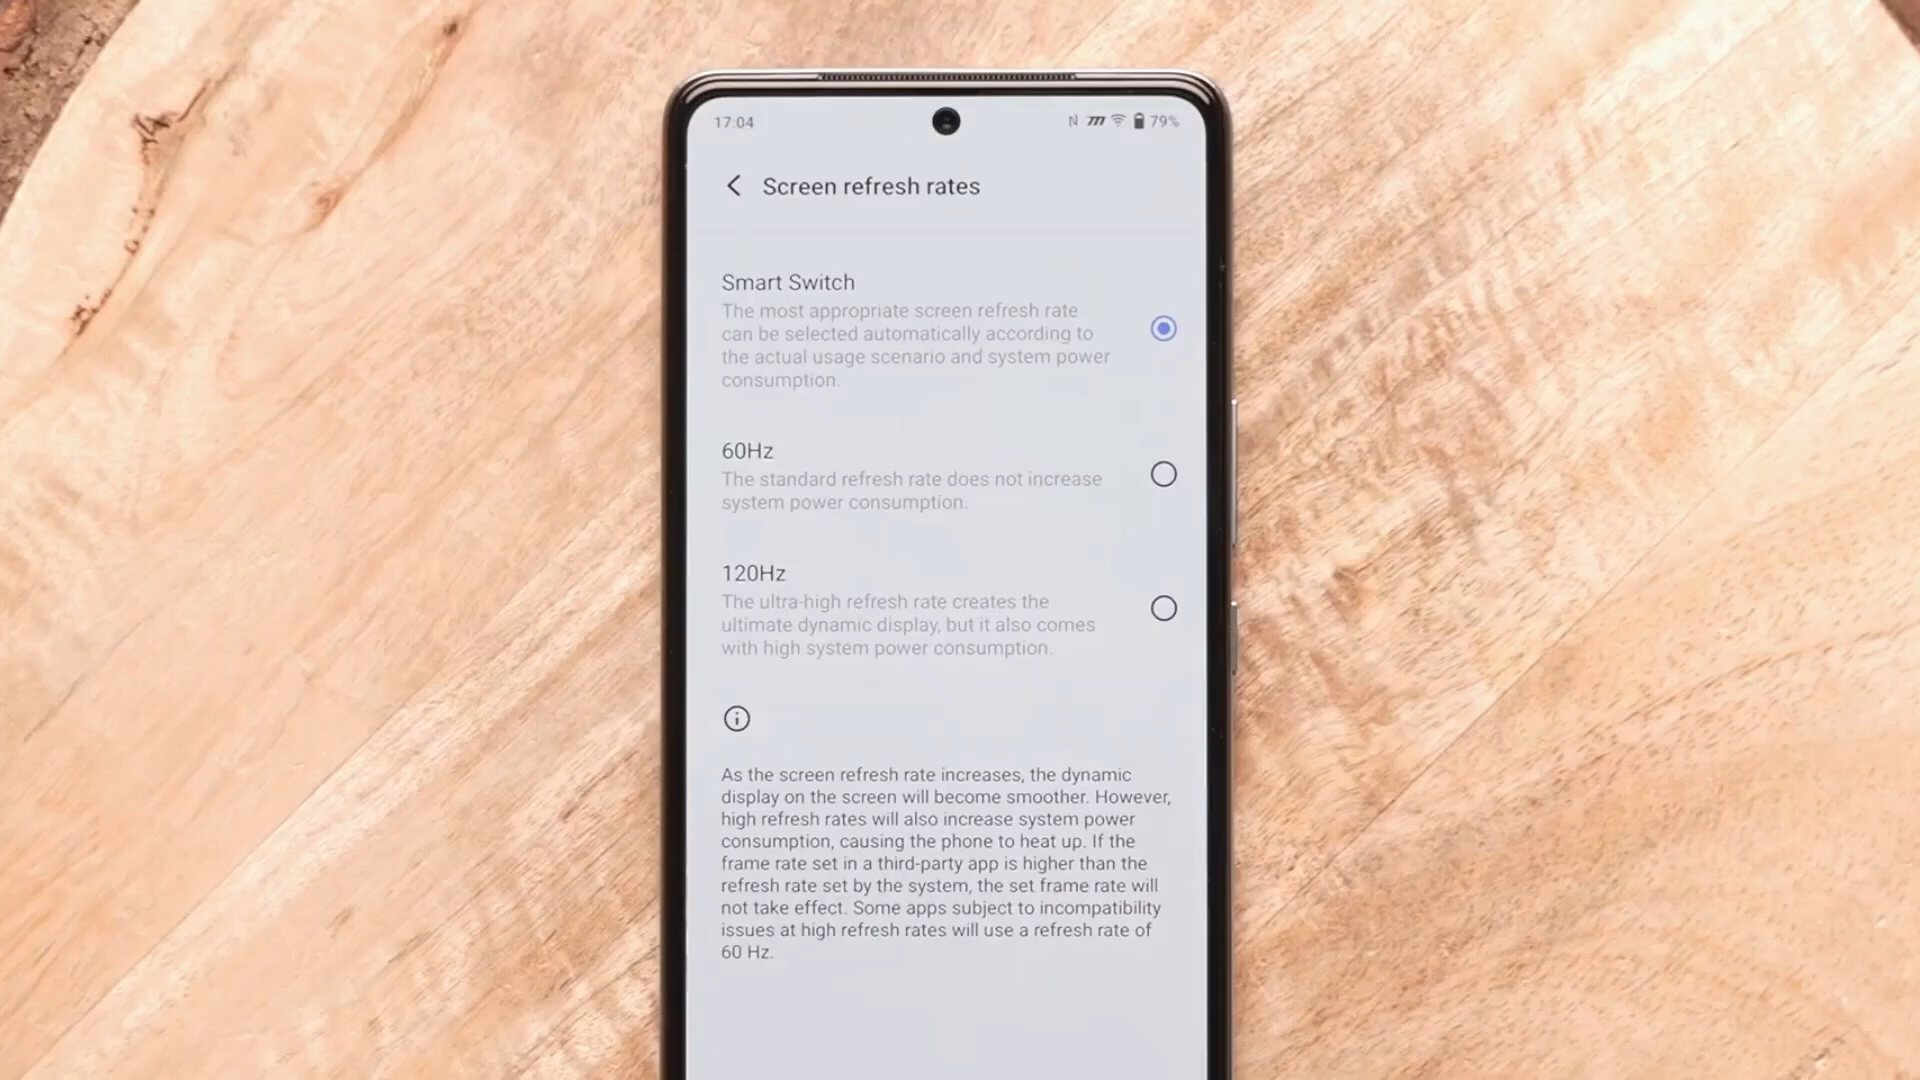 17:04
79%
Screen refresh rates
Smart Switch
The most appropriate screen refresh rate
can be selected automatically according to
the actual usage scenario and system power
consumption.
60Hz
The standard refresh rate does not increase
system power consumption.
120Hz
The ultra-high refresh rate creates the
ultimate dynamic display, but it also comes
with high system power consumption.
As the screen refresh rate increases, the dynamic
display on the screen will become smoother. However,
high refresh rates will also increase system power
consumption, causing the phone to heat up. If the
frame rate set in a third-party app is higher than the
refresh rate set by the system, the set frame rate will
not take effect. Some apps subject to incompatibility
issues at high refresh rates will use a refresh rate of
60 Hz.